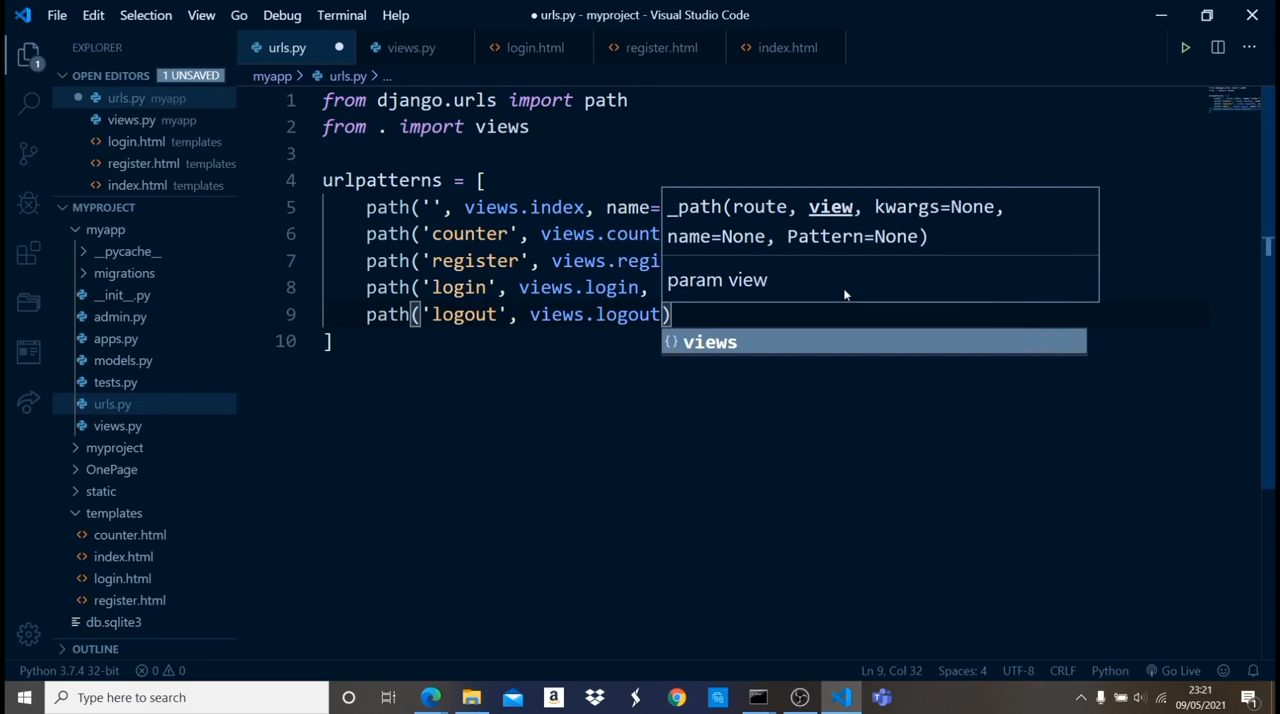 File Edit Selection View Go Debug Terminal Help
● urls.py - myproject - Visual Studio Code
EXPLORER
OPEN EDITORS 1 UNSAVED
urls.py myapp
views.py myapp
login.html templates
register.html templates
index.html templates
MYPROJECT
myapp
__pycache__
migrations
__init__.py
admin.py
apps.py
models.py
tests.py
urls.py
views.py
myproject
OnePage
static
templates
counter.html
index.html
login.html
register.html
db.sqlite3
OUTLINE
urls.py views.py login.html register.html index.html
myapp > urls.py > ...
1 from django.urls import path
2 from . import views
3
4 urlpatterns = [
5 path('', views.index, name=
6 path('counter', views.count
7 path('register', views.regi
8 path('login', views.login,
9 path('logout', views.logout)
10 ]
_path(route, view, kwargs=None,
name=None, Pattern=None)
param view
{} views
Python 3.7.4 32-bit 0 0 Ln 9, Col 32 Spaces: 4 UTF-8 CRLF Python Go Live
Type here to search
23:21
09/05/2021